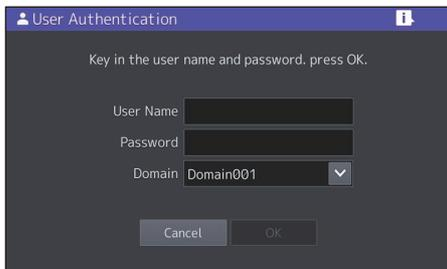 User Authentication
Key in the user name and password. press OK.
User Name
Password
Domain Domain001
Cancel OK